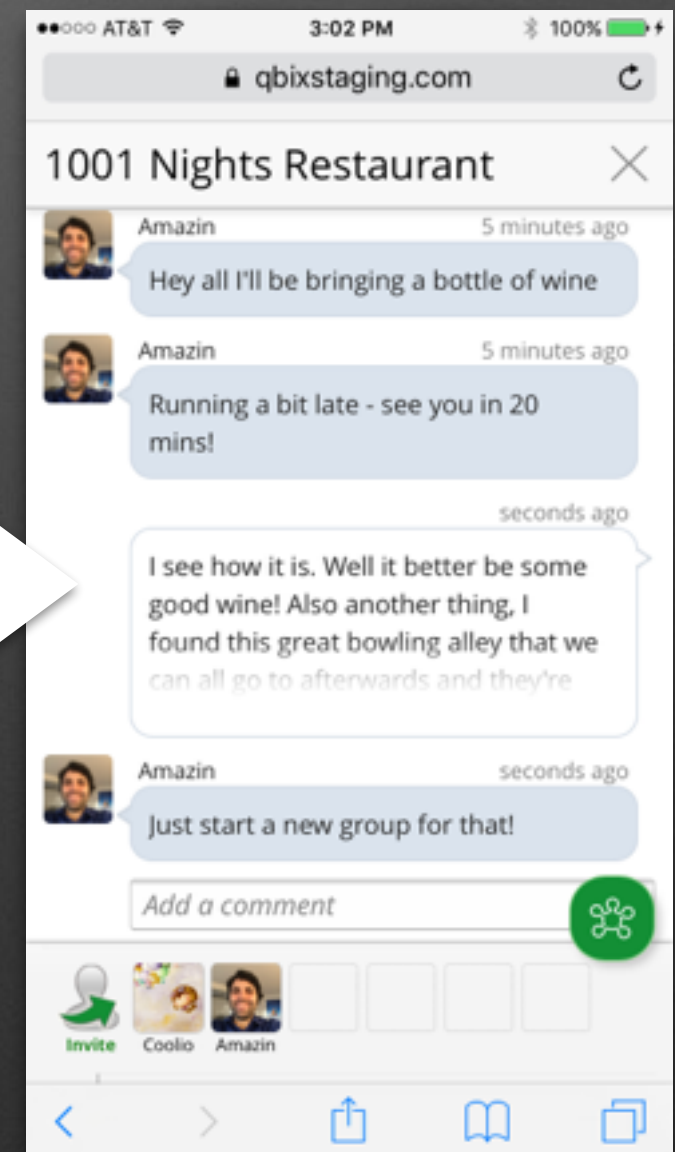 AT&T 3:02 PM 100%
qbixstaging.com
1001 Nights Restaurant
Amazin 5 minutes ago
Hey all I'll be bringing a bottle of wine
Amazin 5 minutes ago
Running a bit late - see you in 20
mins!
seconds ago
I see how it is. Well it better be some
good wine! Also another thing, I
found this great bowling alley that we
can all go to afterwards and they're
Amazin seconds ago
Just start a new group for that!
Add a comment
Invite Coolio Amazin